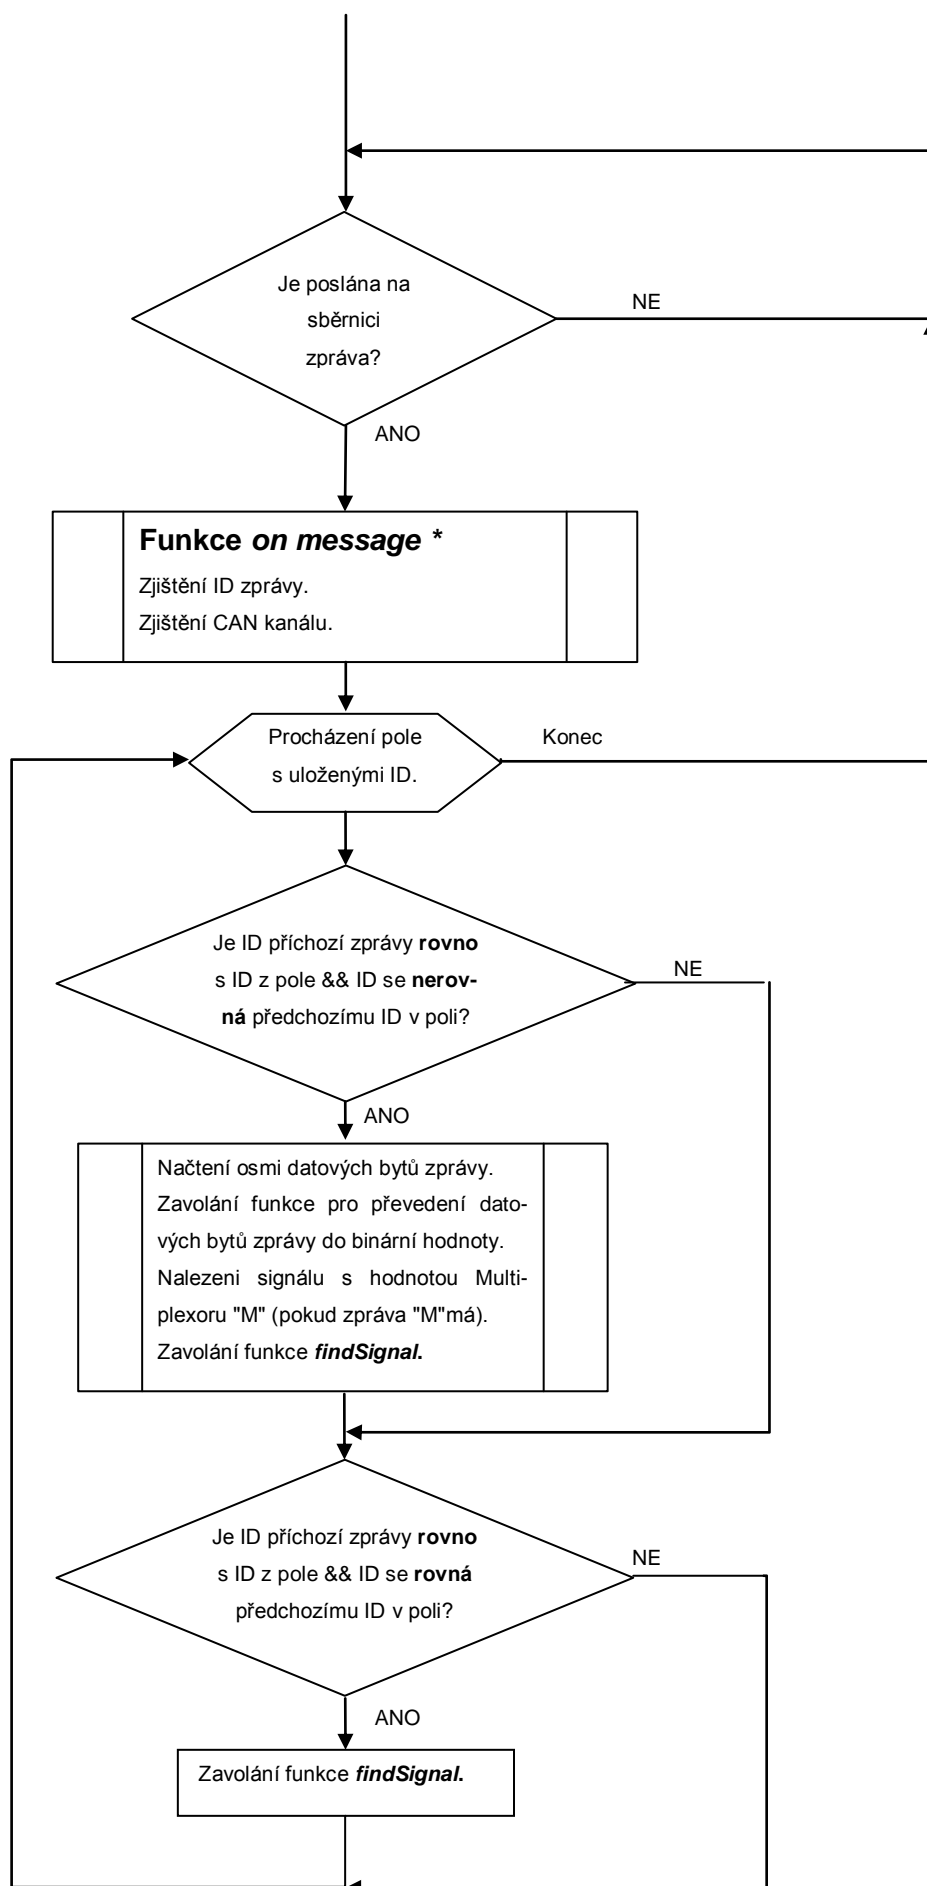 Je poslána na
sběrnici
zpráva?
NE
ANO
Funkce on message *
Zjištění ID zprávy.
Zjištění CAN kanálu.
Procházení pole
s uloženými ID.
Konec
Je ID příchozí zprávy rovno
s ID z pole && ID se nerov-
ná předchozímu ID v poli?
NE
ANO
Načtení osmi datových bytů zprávy.
Zavolání funkce pro převedení dato-
vých bytů zprávy do binární hodnoty.
Nalezeni signálu s hodnotou Multi-
plexoru "M" (pokud zpráva "M"má).
Zavolání funkce findSignal.
Je ID příchozí zprávy rovno
s ID z pole && ID se rovná
předchozímu ID v poli?
NE
ANO
Zavolání funkce findSignal.